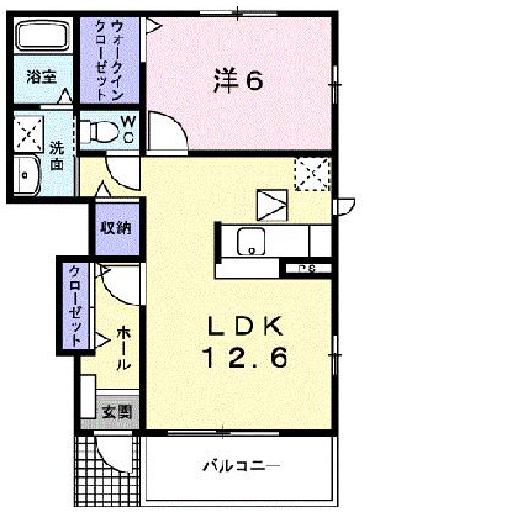 浴室
ウォークイン
クローゼット
洋6
WC
洗面
収納
PS
クローゼット
LDK
12.6
ホール
玄関
バルコニー